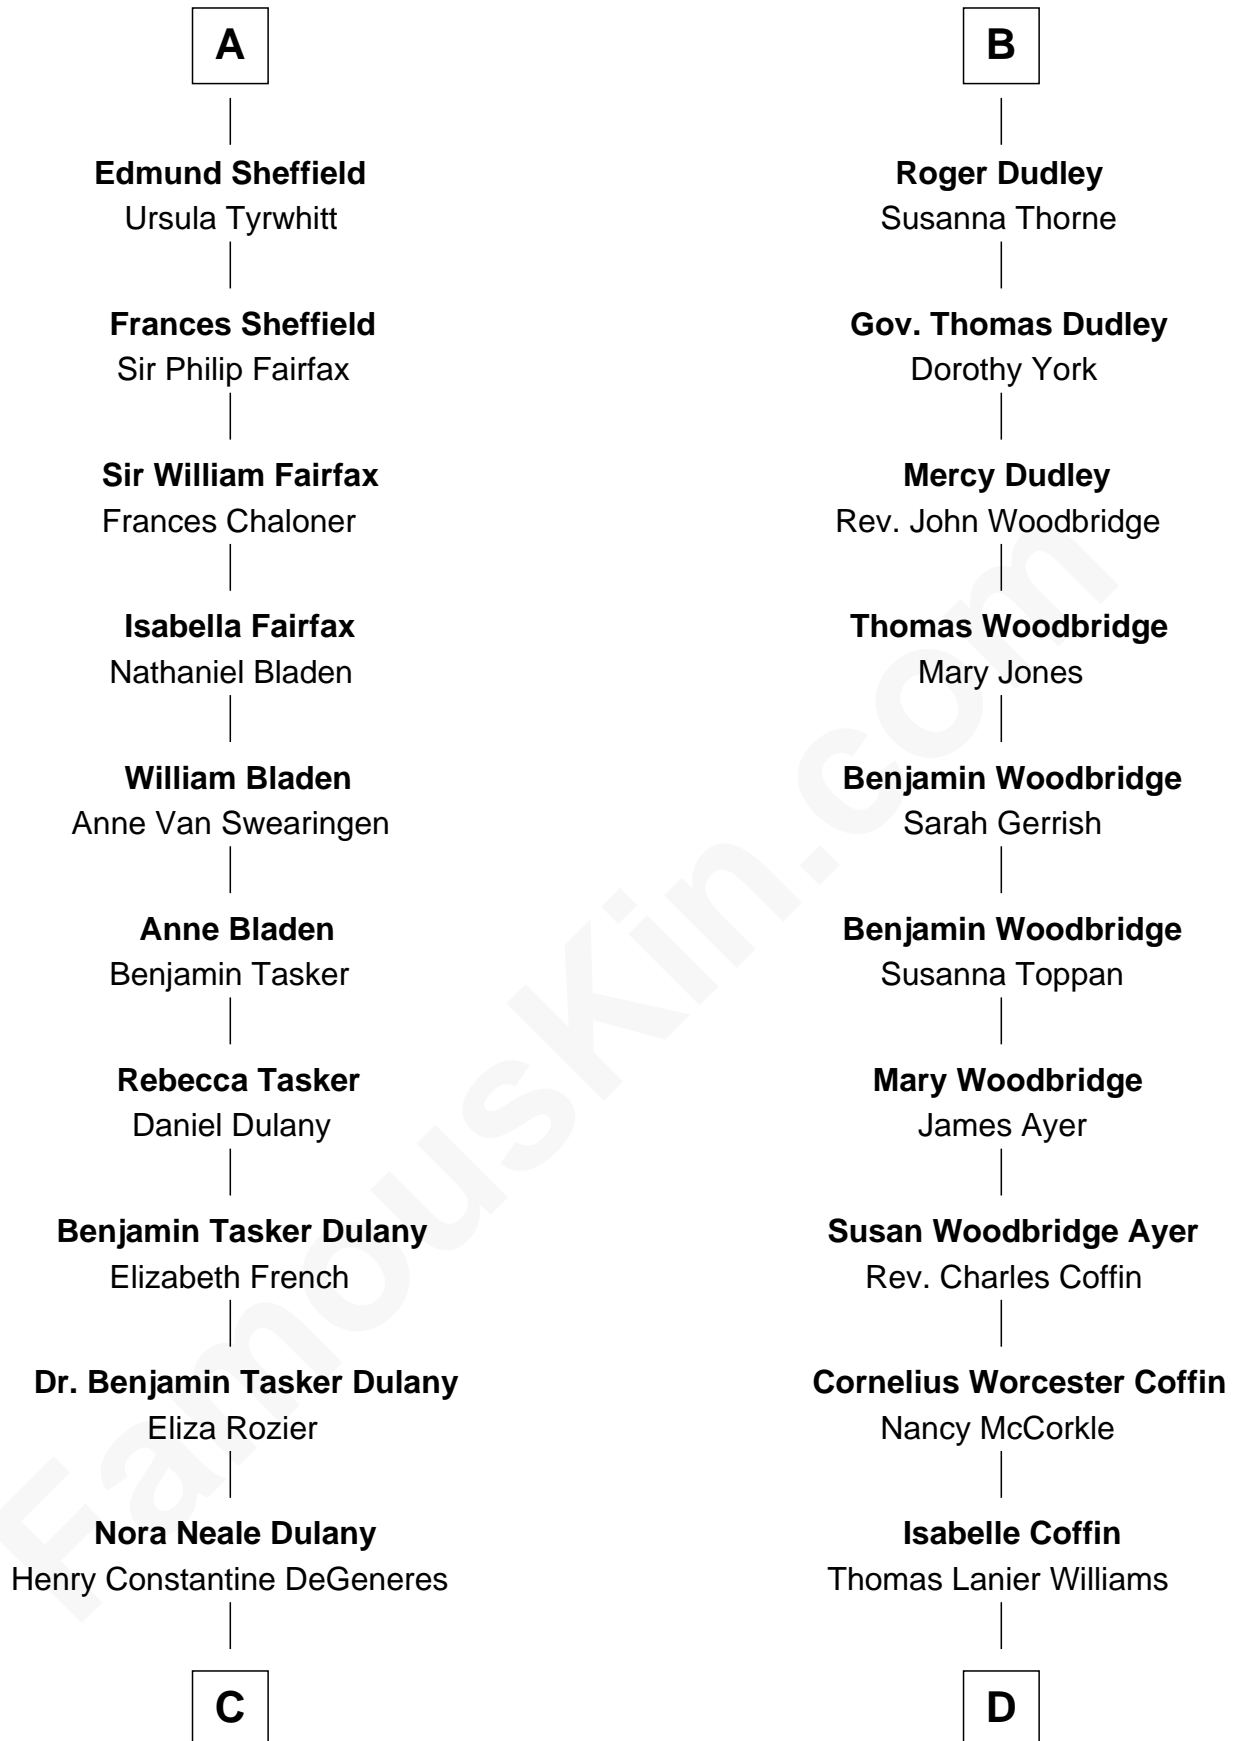 A
Edmund Sheffield
Ursula Tyrwhitt
Frances Sheffield
Sir Philip Fairfax
Sir William Fairfax
Frances Chaloner
Isabella Fairfax
Nathaniel Bladen
William Bladen
Anne Van Swearingen
Anne Bladen
Benjamin Tasker
Rebecca Tasker
Daniel Dulany
Benjamin Tasker Dulany
Elizabeth French
Dr. Benjamin Tasker Dulany
Eliza Rozier
Nora Neale Dulany
Henry Constantine DeGeneres
C
B
Roger Dudley
Susanna Thorne
Gov. Thomas Dudley
Dorothy York
Mercy Dudley
Rev. John Woodbridge
Thomas Woodbridge
Mary Jones
Benjamin Woodbridge
Sarah Gerrish
Benjamin Woodbridge
Susanna Toppan
Mary Woodbridge
James Ayer
Susan Woodbridge Ayer
Rev. Charles Coffin
Cornelius Worcester Coffin
Nancy McCorkle
Isabelle Coffin
Thomas Lanier Williams
D
FamousKin.com